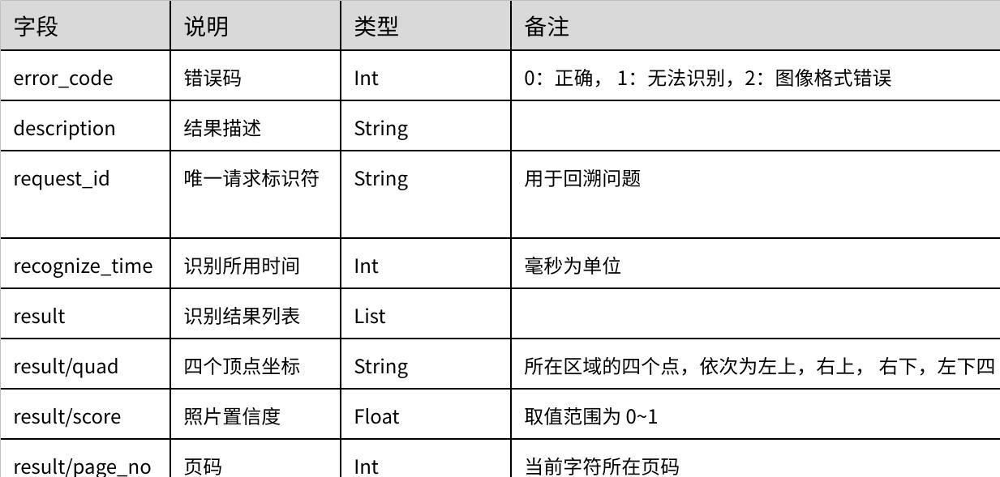 字段 说明 类型 备注
error_code 错误码 Int 0：正确， 1：无法识别，2：图像格式错误
description 结果描述 String
request_id 唯一请求标识符 String 用于回溯问题
recognize_time 识别所用时间 Int 毫秒为单位
result 识别结果列表 List
result/quad 四个顶点坐标 String 所在区域的四个点，依次为左上，右上， 右下，左下四
result/score 照片置信度 Float 取值范围为 0~1
result/page_no 页码 Int 当前字符所在页码